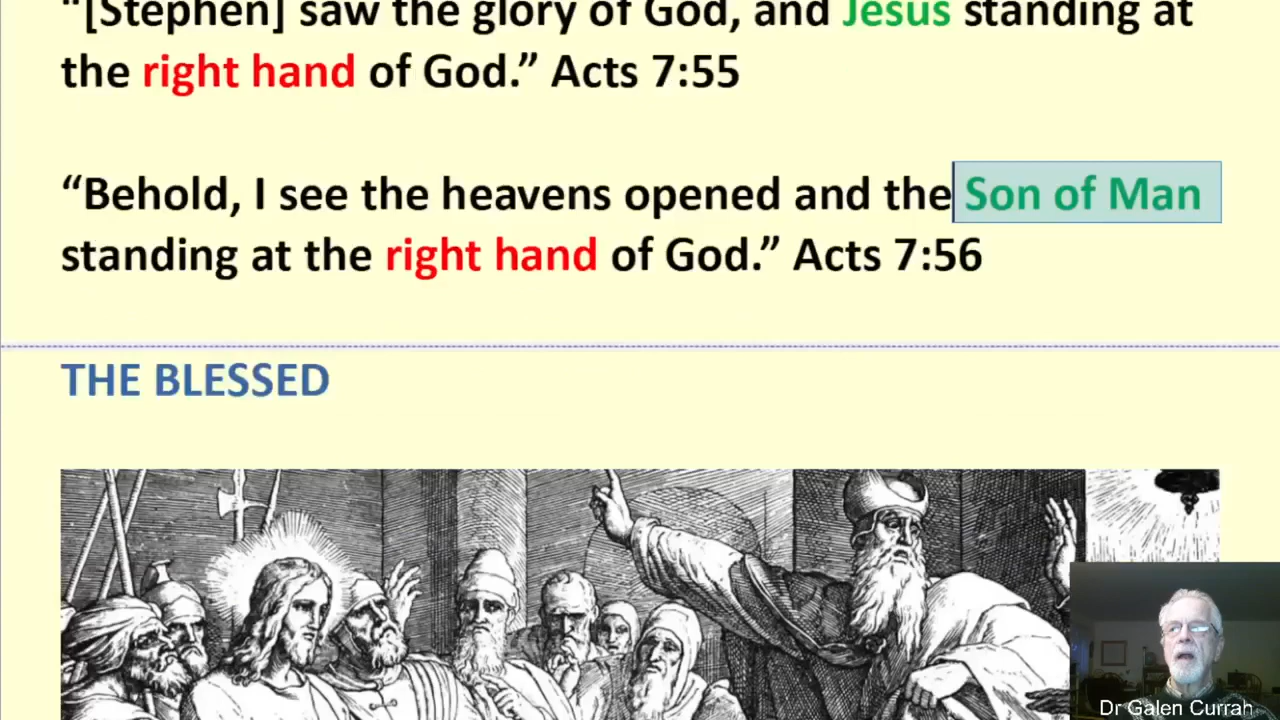 “[Stephen] saw the glory of God, and Jesus standing at
the right hand of God.” Acts 7:55
“Behold, I see the heavens opened and the Son of Man
standing at the right hand of God.” Acts 7:56
THE BLESSED
Dr Galen Currah